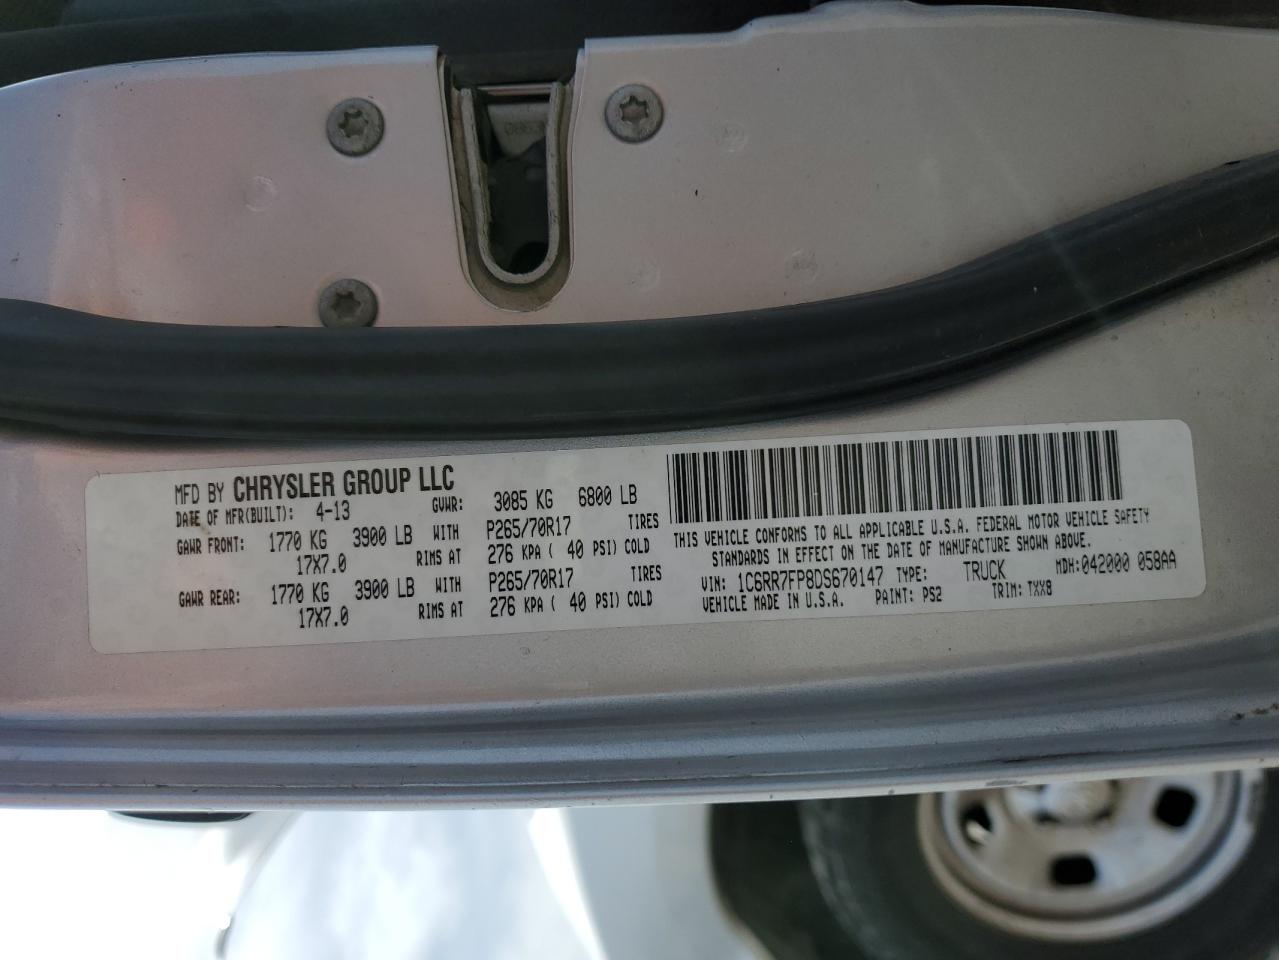 MFD BY CHRYSLER GROUP LLC
DATE OF MFR(BUILT): 4-13 GVWR: 3085 KG 6800 LB
GAWR FRONT: 1770 KG 3900 LB WITH P265/70R17 TIRES
17X7.0 RIMS AT 276 KPA ( 40 PSI) COLD
GAWR REAR: 1770 KG 3900 LB WITH P265/70R17 TIRES
17X7.0 RIMS AT 276 KPA ( 40 PSI) COLD
THIS VEHICLE CONFORMS TO ALL APPLICABLE U.S.A. FEDERAL MOTOR VEHICLE SAFETY
STANDARDS IN EFFECT ON THE DATE OF MANUFACTURE SHOWN ABOVE.
VIN: 1C6RR7FP8DS670147 TYPE: TRUCK MDH: 042000 058AA
VEHICLE MADE IN U.S.A. PAINT: PS2 TRIM: TXX8